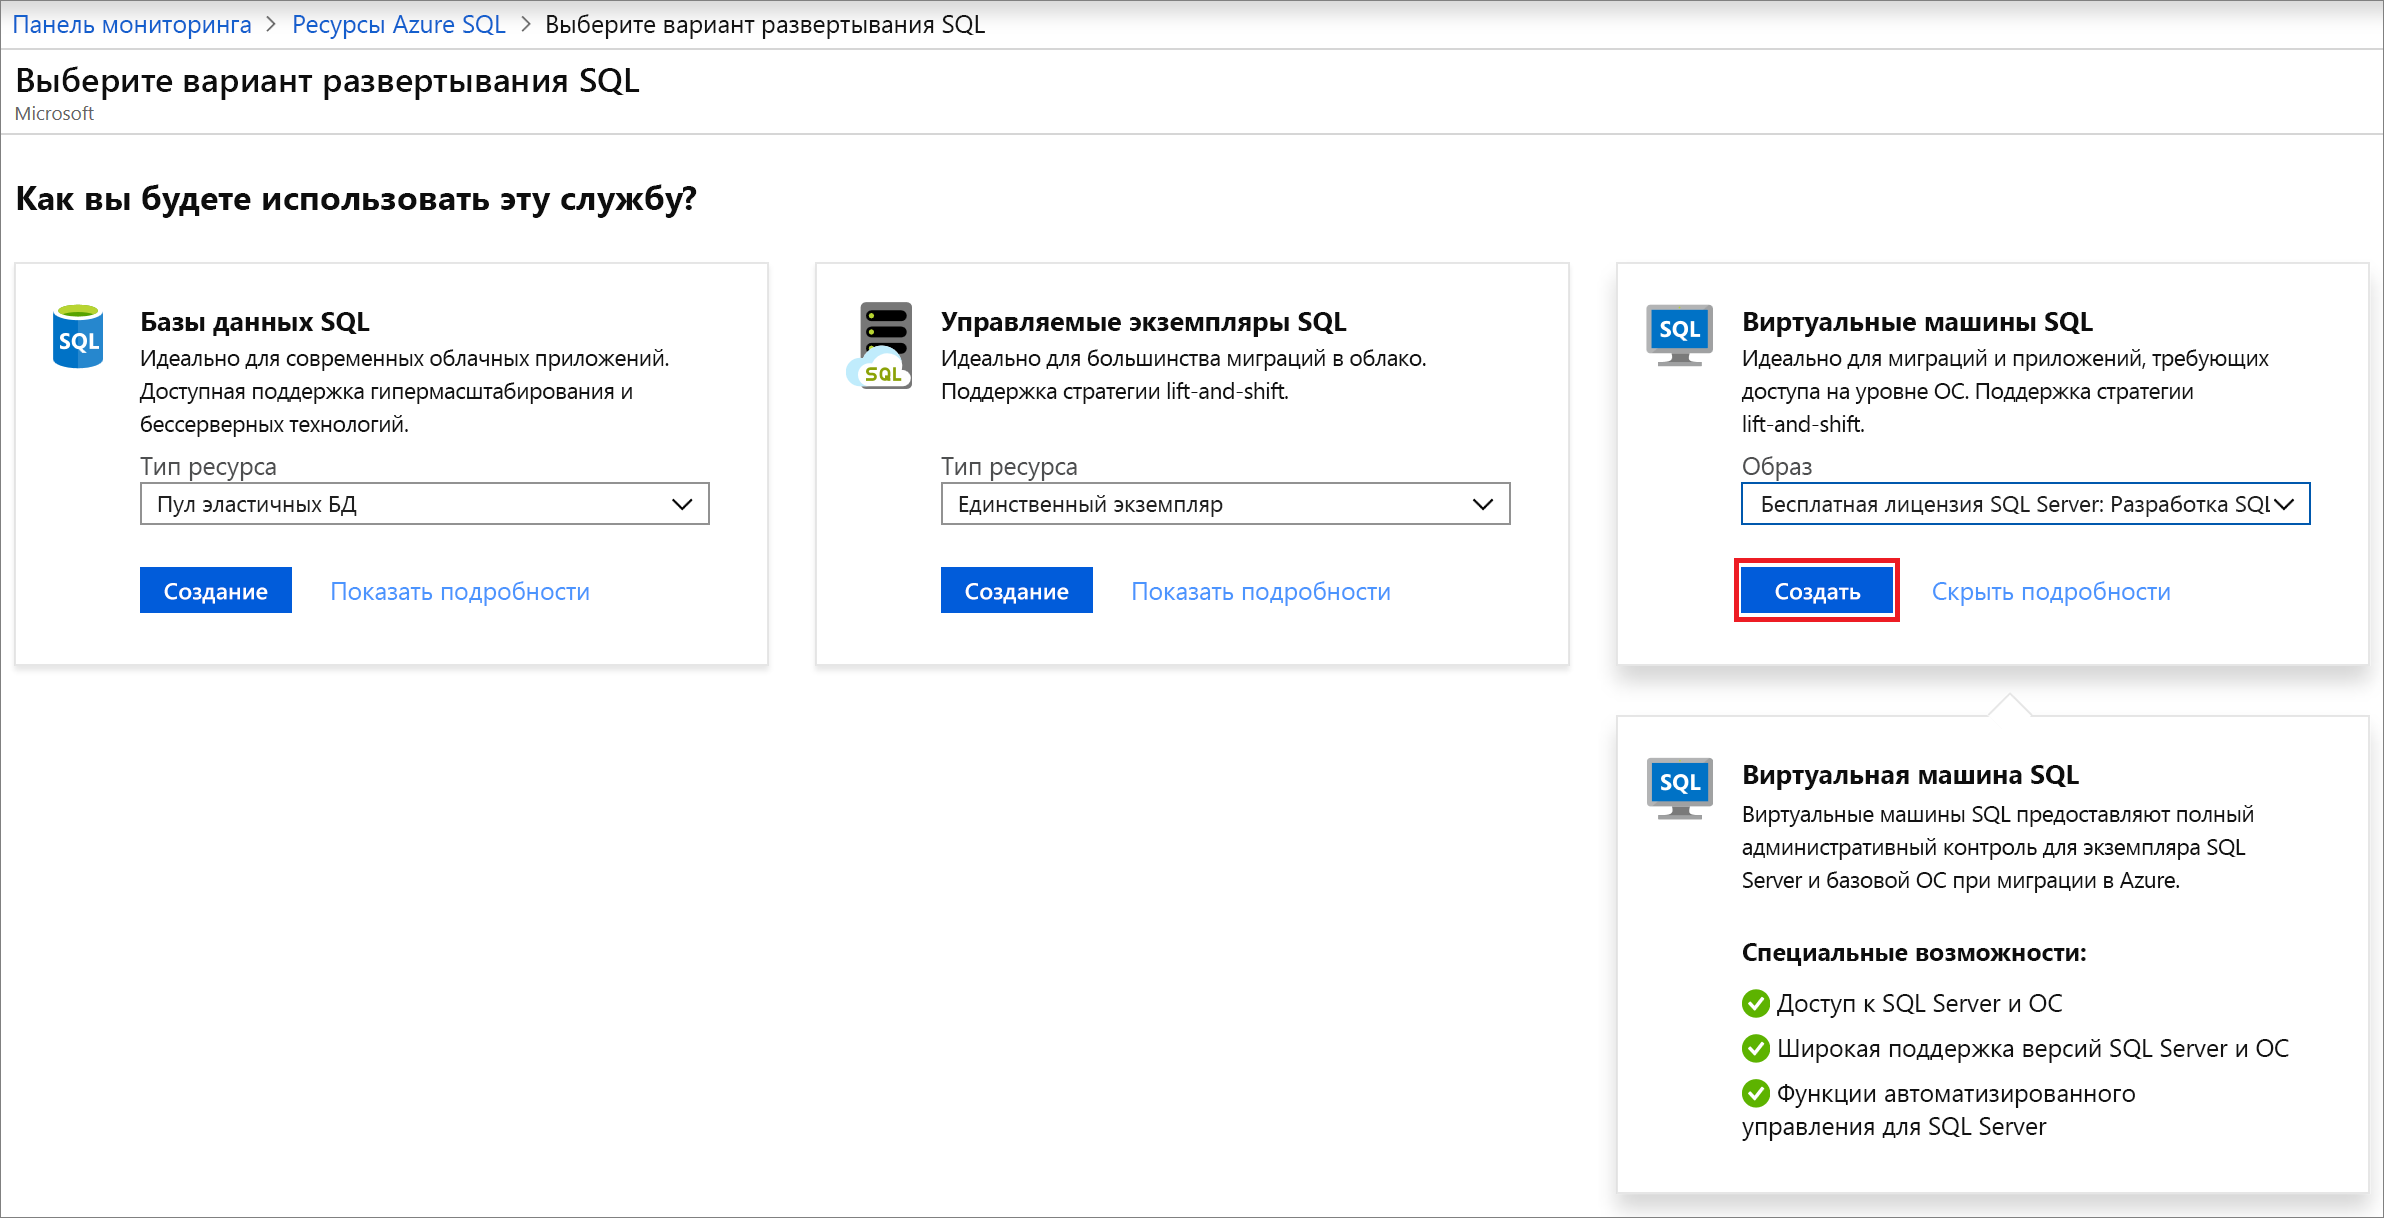 Панель мониторинга > Ресурсы Azure SQL > Выберите вариант развертывания SQL
Выберите вариант развертывания SQL
Microsoft
Как вы будете использовать эту службу?
SQL
Базы данных SQL
Идеально для современных облачных приложений.
Доступная поддержка гипермасштабирования и
бессерверных технологий.
Тип ресурса
Пул эластичных БД
Создание
Показать подробности
SQL
Управляемые экземпляры SQL
Идеально для большинства миграций в облако.
Поддержка стратегии lift-and-shift.
Тип ресурса
Единственный экземпляр
Создание
Показать подробности
SQL
Виртуальные машины SQL
Идеально для миграций и приложений, требующих
доступа на уровне ОС. Поддержка стратегии
lift-and-shift.
Образ
Бесплатная лицензия SQL Server: Разработка SQL
Создать
Скрыть подробности
SQL
Виртуальная машина SQL
Виртуальные машины SQL предоставляют полный
административный контроль для экземпляра SQL
Server и базовой ОС при миграции в Azure.
Специальные возможности:
Доступ к SQL Server и ОС
Широкая поддержка версий SQL Server и ОС
Функции автоматизированного
управления для SQL Server